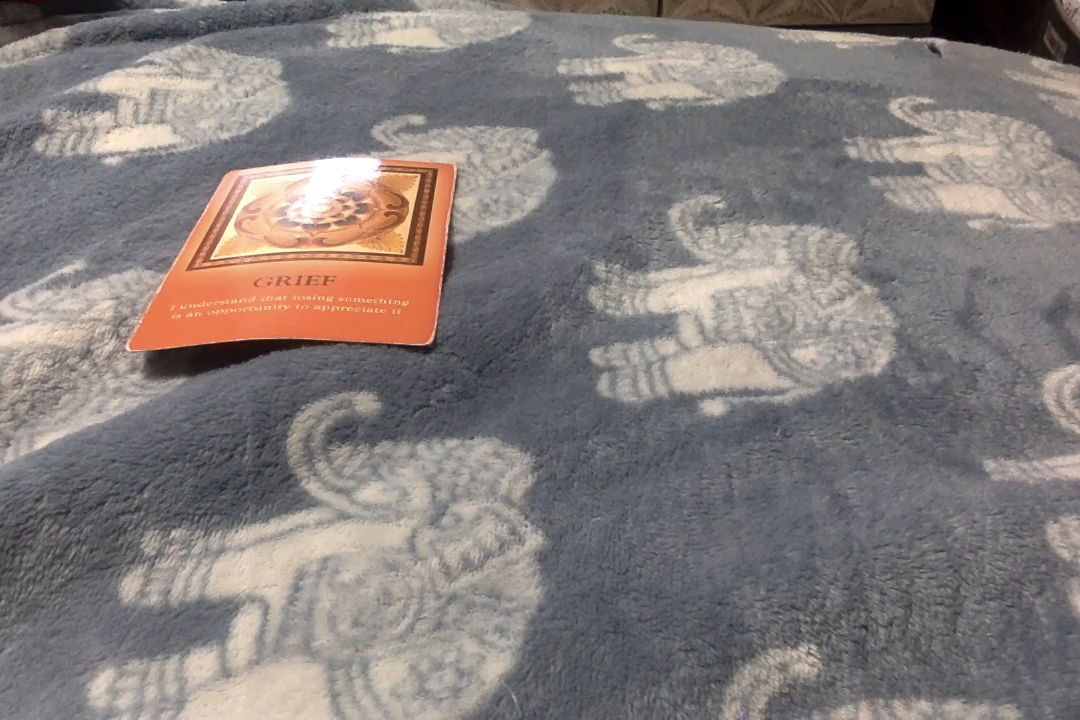 GRIEF
I understand that losing something
is an opportunity to appreciate it